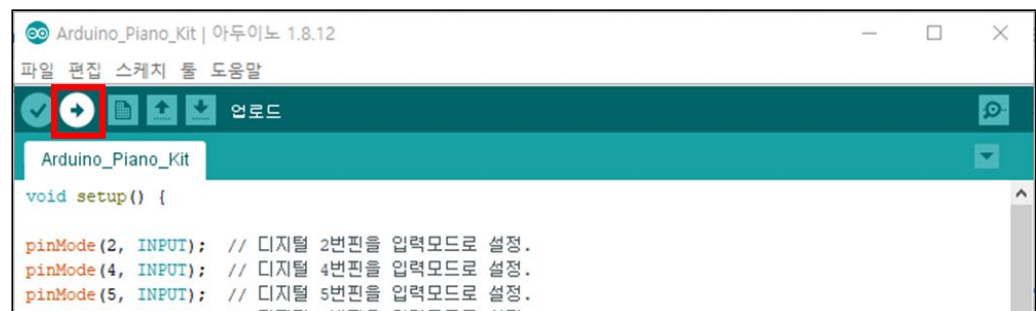 Arduino_Piano_Kit | 아두이노 1.8.12
파일 편집 스케치 툴 도움말
업로드
Arduino_Piano_Kit
void setup() {
pinMode(2, INPUT); // 디지털 2번핀을 입력모드로 설정.
pinMode(4, INPUT); // 디지털 4번핀을 입력모드로 설정.
pinMode(5, INPUT); // 디지털 5번핀을 입력모드로 설정.